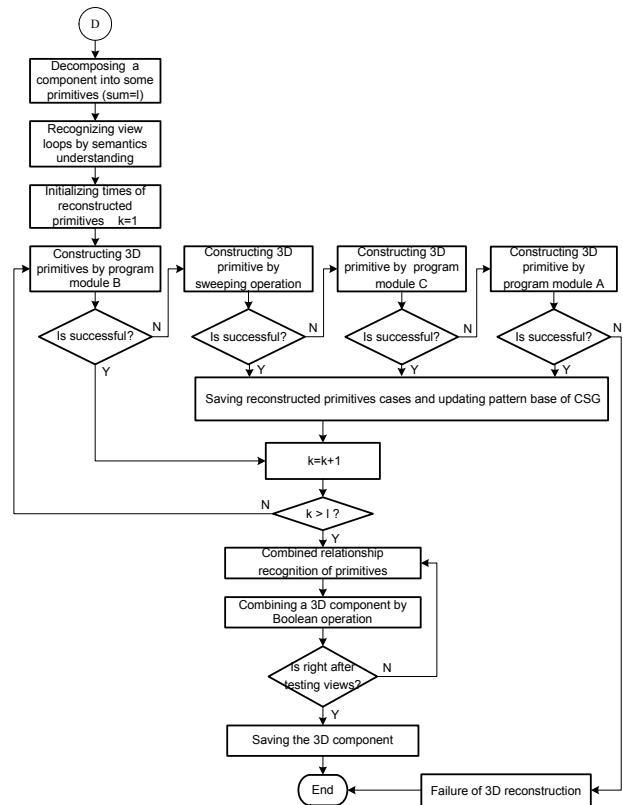 D
Decomposing a
component into some
primitives (sum=l)
Recognizing view
loops by semantics
understanding
Initializing times of
reconstructed
primitives k=1
Constructing 3D
primitives by program
module B
Constructing 3D
primitive by
sweeping operation
Constructing 3D
primitive by program
module C
Constructing 3D
primitive by
program module A
Is successful?
N
Is successful?
N
Is successful?
N
Is successful?
N
Y
Y
Y
Y
Saving reconstructed primitives cases and updating pattern base of CSG
k=k+1
N
k > l ?
Y
Combined relationship
recognition of primitives
Combining a 3D component by
Boolean operation
Is right after
testing views?
N
Y
Saving the 3D component
End
Failure of 3D reconstruction